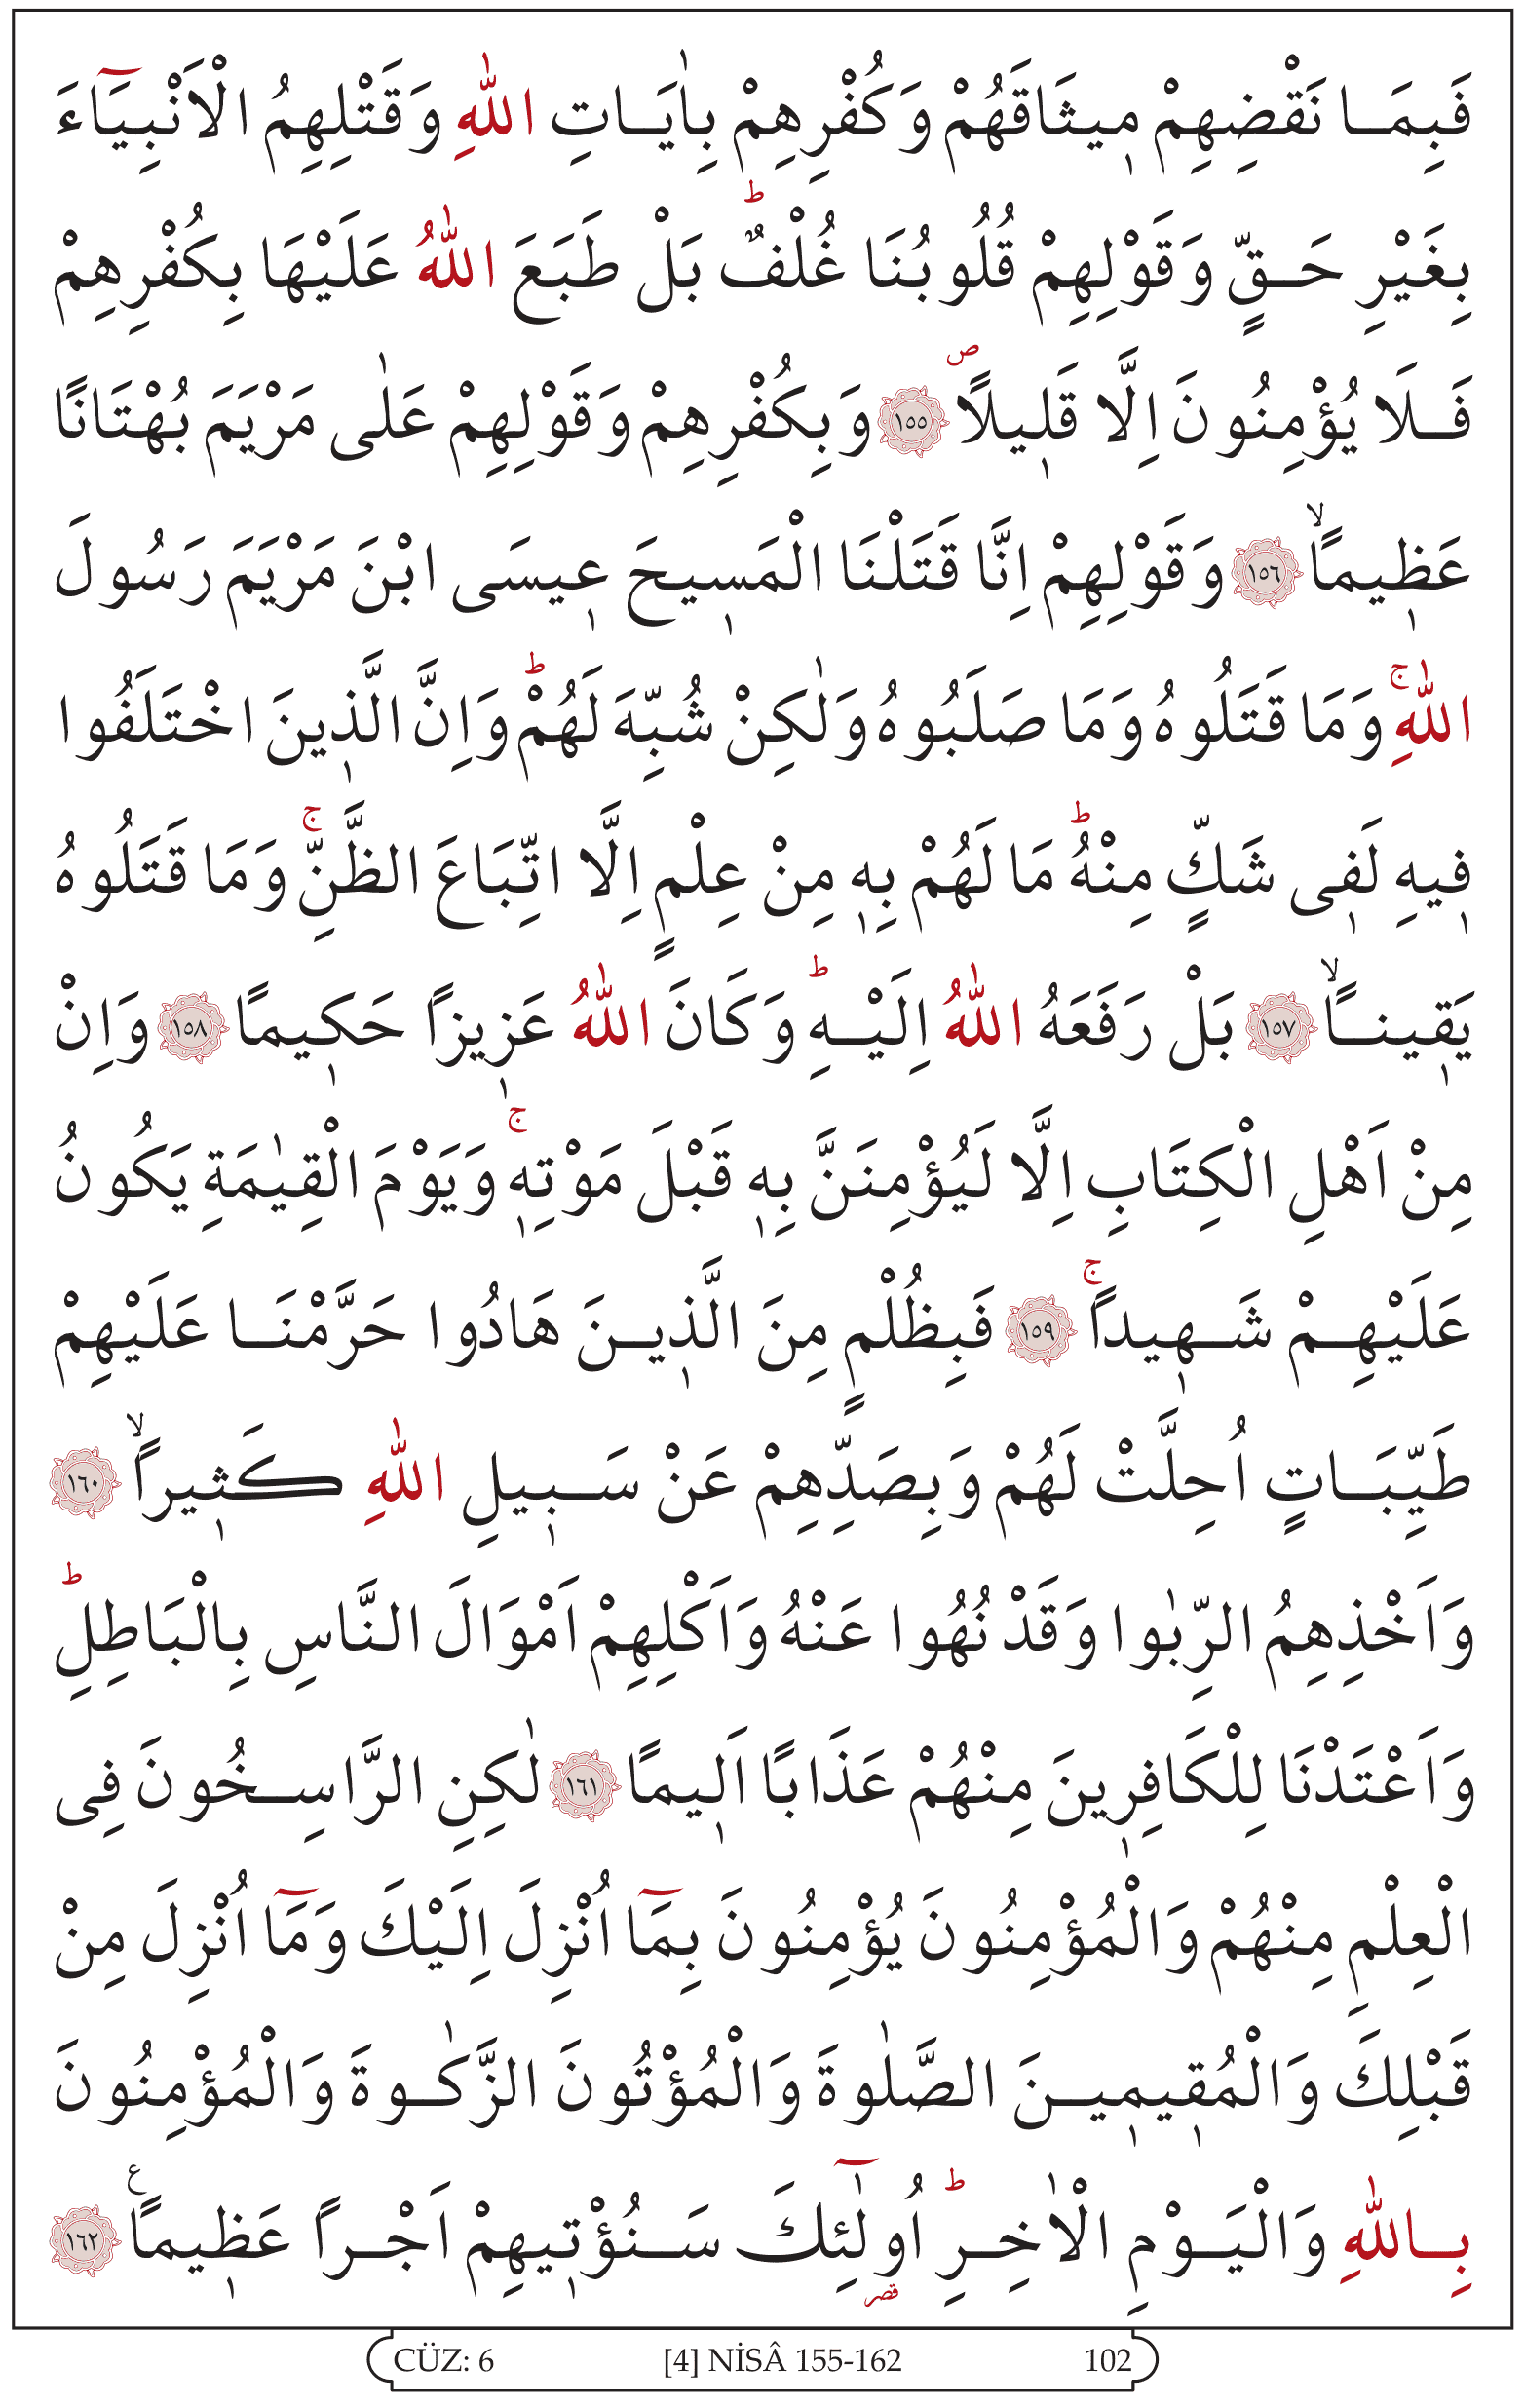 فَبِمَا نَقْضِهِمْ م۪يثَاقَهُمْ وَكُفْرِهِمْ بِاٰيَاتِ اللّٰهِ وَقَتْلِهِمُ الْاَنْبِيَٓاءَ
بِغَيْرِ حَقٍّ وَقَوْلِهِمْ قُلُوبُنَا غُلْفٌۜ بَلْ طَبَعَ اللّٰهُ عَلَيْهَا بِكُفْرِهِمْ
فَلَا يُؤْمِنُونَ اِلَّا قَل۪يلًاۖ ﴿١٥٥﴾ وَبِكُفْرِهِمْ وَقَوْلِهِمْ عَلٰى مَرْيَمَ بُهْتَانًا
عَظ۪يمًاۙ ﴿١٥٦﴾ وَقَوْلِهِمْ اِنَّا قَتَلْنَا الْمَس۪يحَ ع۪يسَى ابْنَ مَرْيَمَ رَسُولَ
اللّٰهِۚ وَمَا قَتَلُوهُ وَمَا صَلَبُوهُ وَلٰكِنْ شُبِّهَ لَهُمْۜ وَاِنَّ الَّذ۪ينَ اخْتَلَفُوا
ف۪يهِ لَف۪ى شَكٍّ مِنْهُۜ مَا لَهُمْ بِه۪ مِنْ عِلْمٍ اِلَّا اتِّبَاعَ الظَّنِّۚ وَمَا قَتَلُوهُ
يَق۪ينًاۙ ﴿١٥٧﴾ بَلْ رَفَعَهُ اللّٰهُ اِلَيْهِۜ وَكَانَ اللّٰهُ عَز۪يزًا حَك۪يمًا ﴿١٥٨﴾ وَاِنْ
مِنْ اَهْلِ الْكِتَابِ اِلَّا لَيُؤْمِنَنَّ بِه۪ قَبْلَ مَوْتِه۪ۚ وَيَوْمَ الْقِيٰمَةِ يَكُونُ
عَلَيْهِمْ شَه۪يدًاۚ ﴿١٥٩﴾ فَبِظُلْمٍ مِنَ الَّذ۪ينَ هَادُوا حَرَّمْنَا عَلَيْهِمْ
طَيِّبَاتٍ اُحِلَّتْ لَهُمْ وَبِصَدِّهِمْ عَنْ سَب۪يلِ اللّٰهِ كَث۪يرًاۙ ﴿١٦٠﴾
وَاَخْذِهِمُ الرِّبٰوا وَقَدْ نُهُوا عَنْهُ وَاَكْلِهِمْ اَمْوَالَ النَّاسِ بِالْبَاطِلِۜ
وَاَعْتَدْنَا لِلْكَافِر۪ينَ مِنْهُمْ عَذَابًا اَل۪يمًا ﴿١٦١﴾ لٰكِنِ الرَّاسِخُونَ فِى
الْعِلْمِ مِنْهُمْ وَالْمُؤْمِنُونَ يُؤْمِنُونَ بِمَٓا اُنْزِلَ اِلَيْكَ وَمَٓا اُنْزِلَ مِنْ
قَبْلِكَ وَالْمُق۪يم۪ينَ الصَّلٰوةَ وَالْمُؤْتُونَ الزَّكٰوةَ وَالْمُؤْمِنُونَ
بِاللّٰهِ وَالْيَوْمِ الْاٰخِرِۜ اُو۬لٰٓئِكَ سَنُؤْت۪يهِمْ اَجْرًا عَظ۪يمًا۟ ﴿١٦٢﴾
CÜZ: 6 [4] NİSÂ 155-162 102